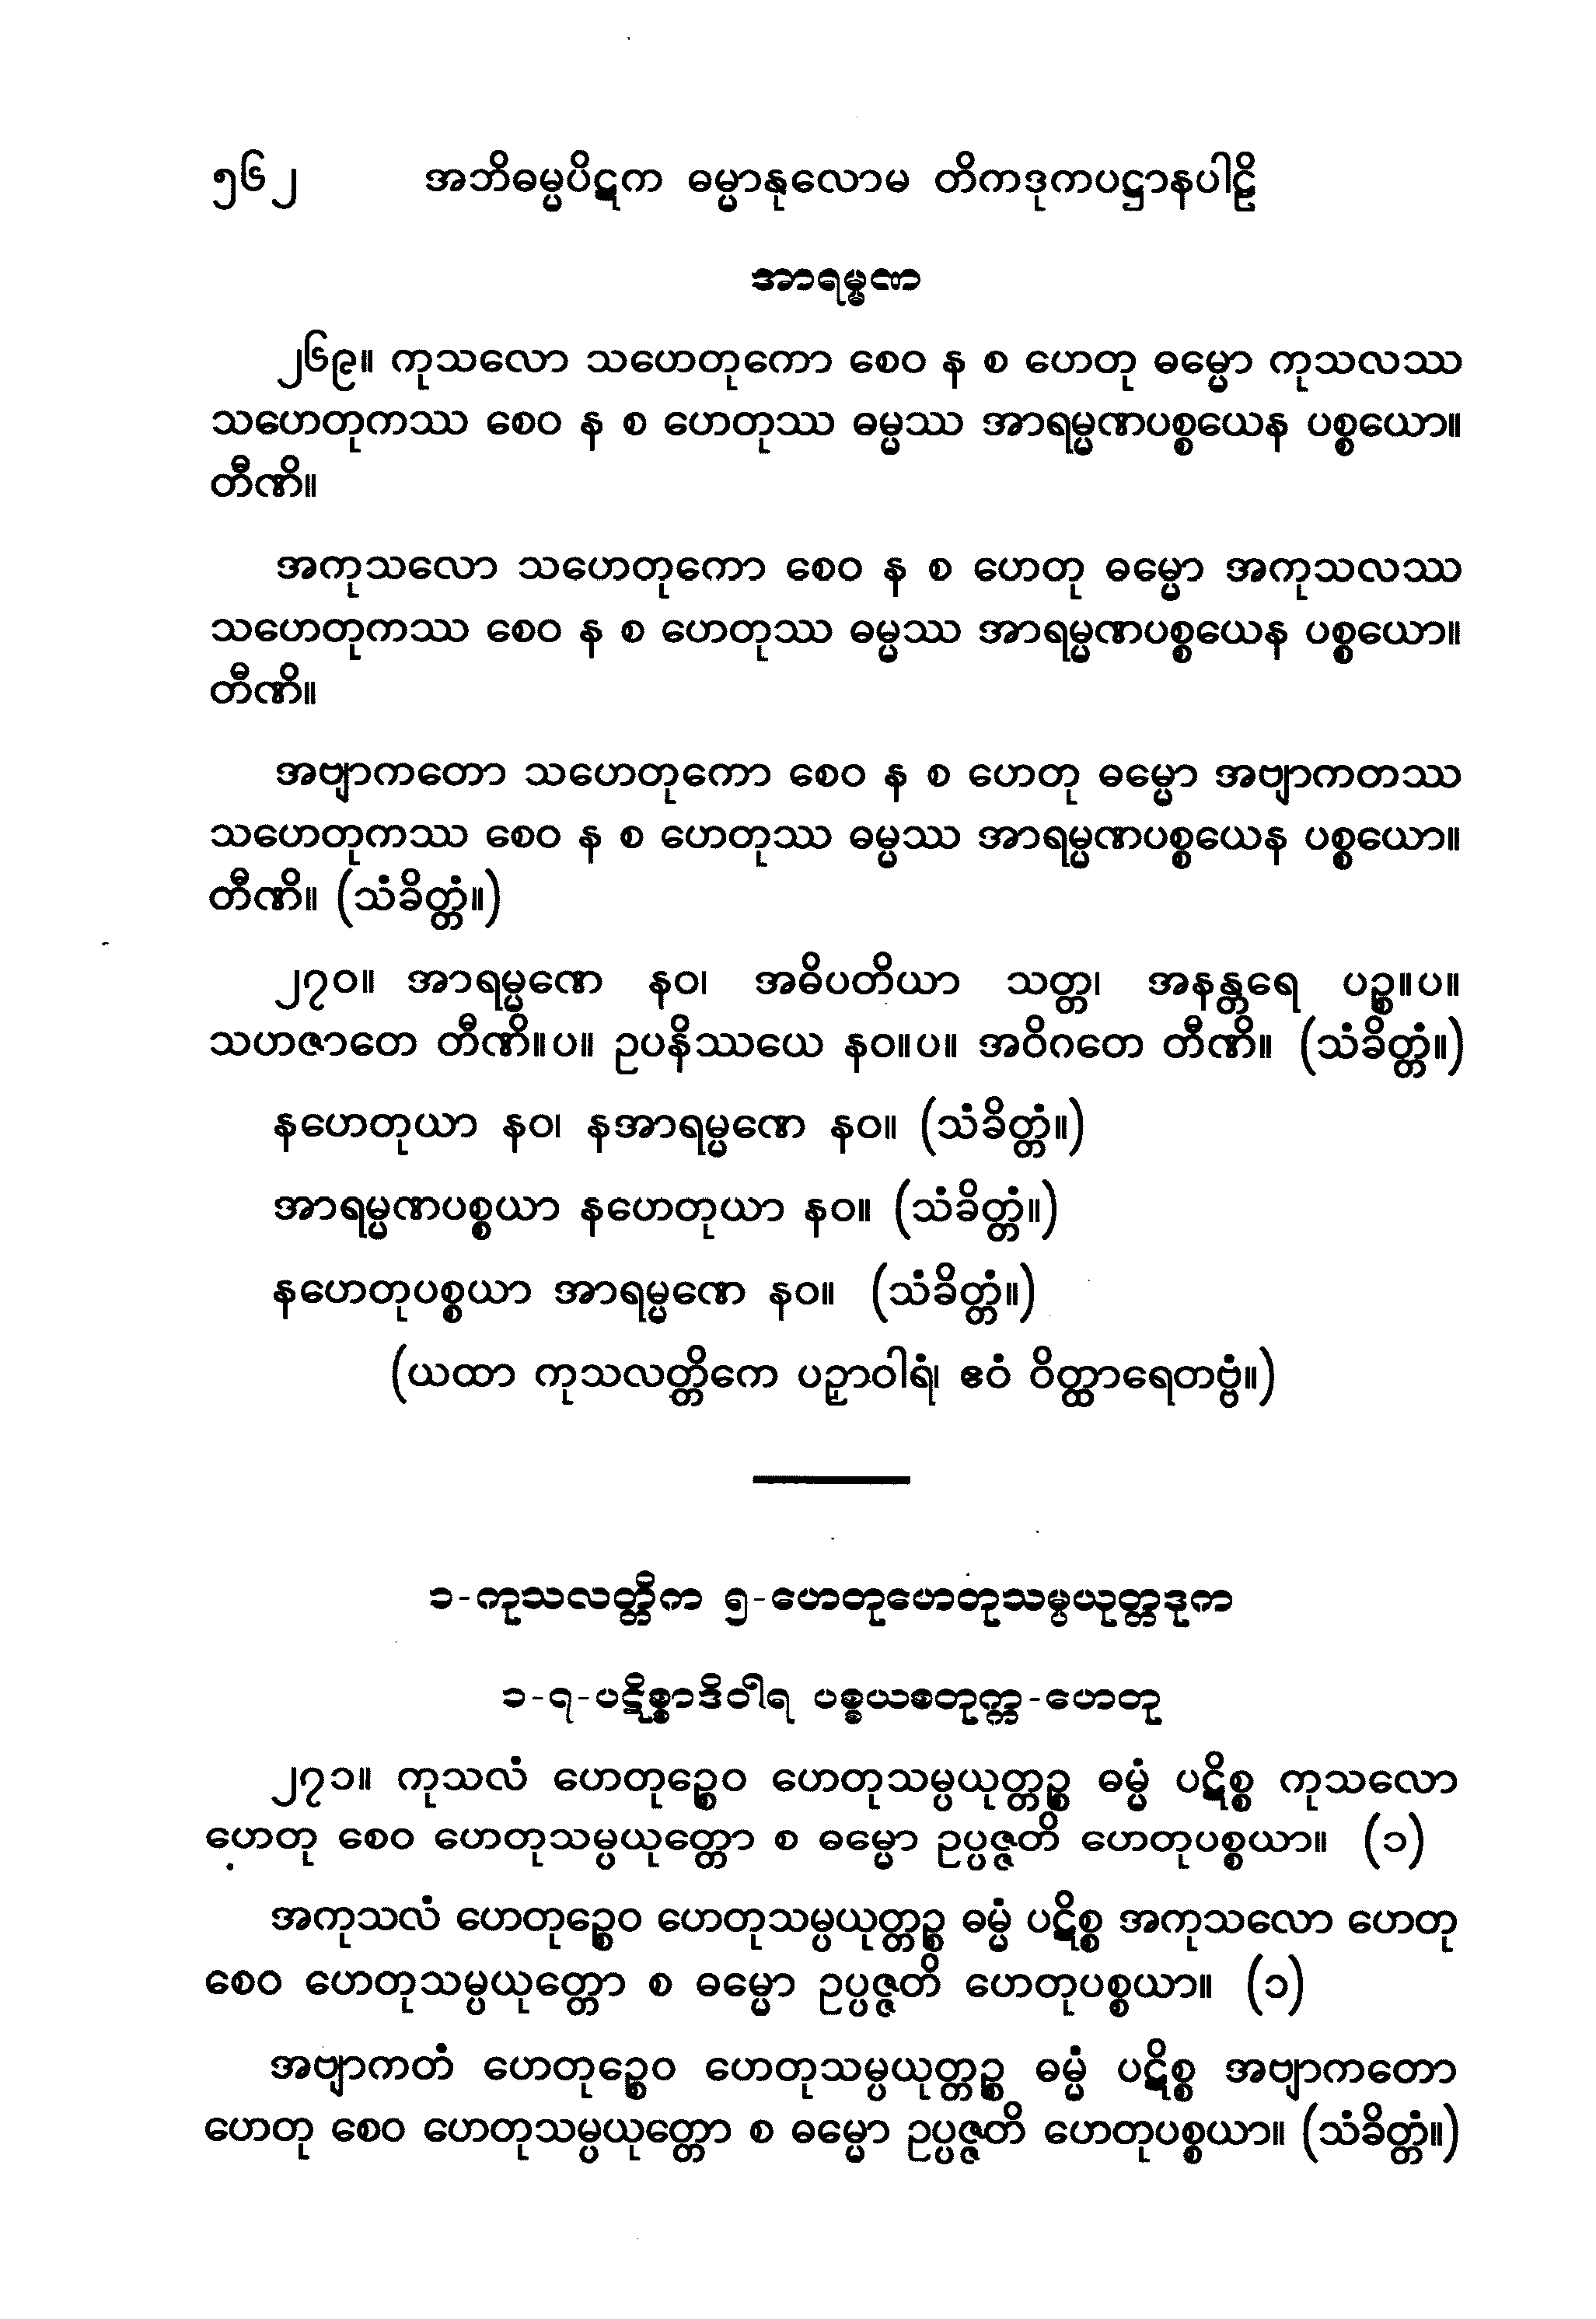 ၅၆၂ အဘိဓမ္မပိဋက ဓမ္မာနုလောမ တိကဒုကပဋ္ဌာနပါဠိ
အာရမ္မဏ
၂၆၉။ ကုသလော သဟေတုကော စေဝ န စ ဟေတု ဓမ္မော ကုသလဿ
သဟေတုကဿ စေဝ န စ ဟေတုဿ ဓမ္မဿ အာရမ္မဏပစ္စယေန ပစ္စယော။
တီဏိ။
အကုသလော သဟေတုကော စေဝ န စ ဟေတု ဓမ္မော အကုသလဿ
သဟေတုကဿ စေဝ န စ ဟေတုဿ ဓမ္မဿ အာရမ္မဏပစ္စယေန ပစ္စယော။
တီဏိ။
အဗျာကတော သဟေတုကော စေဝ န စ ဟေတု ဓမ္မော အဗျာကတဿ
သဟေတုကဿ စေဝ န စ ဟေတုဿ ဓမ္မဿ အာရမ္မဏပစ္စယေန ပစ္စယော။
တီဏိ။ (သံခိတ္တံ။)
၂၇၀။ အာရမ္မဏေ နဝ၊ အဓိပတိယာ သတ္တ၊ အနန္တရေ ပဉ္စ။ပ။
သဟဇာတေ တီဏိ။ပ။ ဥပနိဿယေ နဝ။ပ။ အဝိဂတေ တီဏိ။ (သံခိတ္တံ။)
နဟေတုယာ နဝ၊ နအာရမ္မဏေ နဝ။ (သံခိတ္တံ။)
အာရမ္မဏပစ္စယာ နဟေတုယာ နဝ။ (သံခိတ္တံ။)
နဟေတုပစ္စယာ အာရမ္မဏေ နဝ။ (သံခိတ္တံ။)
(ယထာ ကုသလတ္တိကေ ပဉှာဝါရံ၊ ဧဝံ ဝိတ္ထာရေတဗ္ဗံ။)
၁-ကုသလတ္တိက ၅-ဟေတုဟေတုသမ္ပယုတ္တဒုက
၁-၇-ပဋိစ္စာဒိဝါရ ပစ္စယစတုက္က-ဟေတု
၂၇၁။ ကုသလံ ဟေတုဉ္စေဝ ဟေတုသမ္ပယုတ္တဉ္စ ဓမ္မံ ပဋိစ္စ ကုသလော
ဟေတု စေဝ ဟေတုသမ္ပယုတ္တော စ ဓမ္မော ဥပ္ပဇ္ဇတိ ဟေတုပစ္စယာ။ (၁)
အကုသလံ ဟေတုဉ္စေဝ ဟေတုသမ္ပယုတ္တဉ္စ ဓမ္မံ ပဋိစ္စ အကုသလော ဟေတု
စေဝ ဟေတုသမ္ပယုတ္တော စ ဓမ္မော ဥပ္ပဇ္ဇတိ ဟေတုပစ္စယာ။ (၁)
အဗျာကတံ ဟေတုဉ္စေဝ ဟေတုသမ္ပယုတ္တဉ္စ ဓမ္မံ ပဋိစ္စ အဗျာကတော
ဟေတု စေဝ ဟေတုသမ္ပယုတ္တော စ ဓမ္မော ဥပ္ပဇ္ဇတိ ဟေတုပစ္စယာ။ (သံခိတ္တံ။)